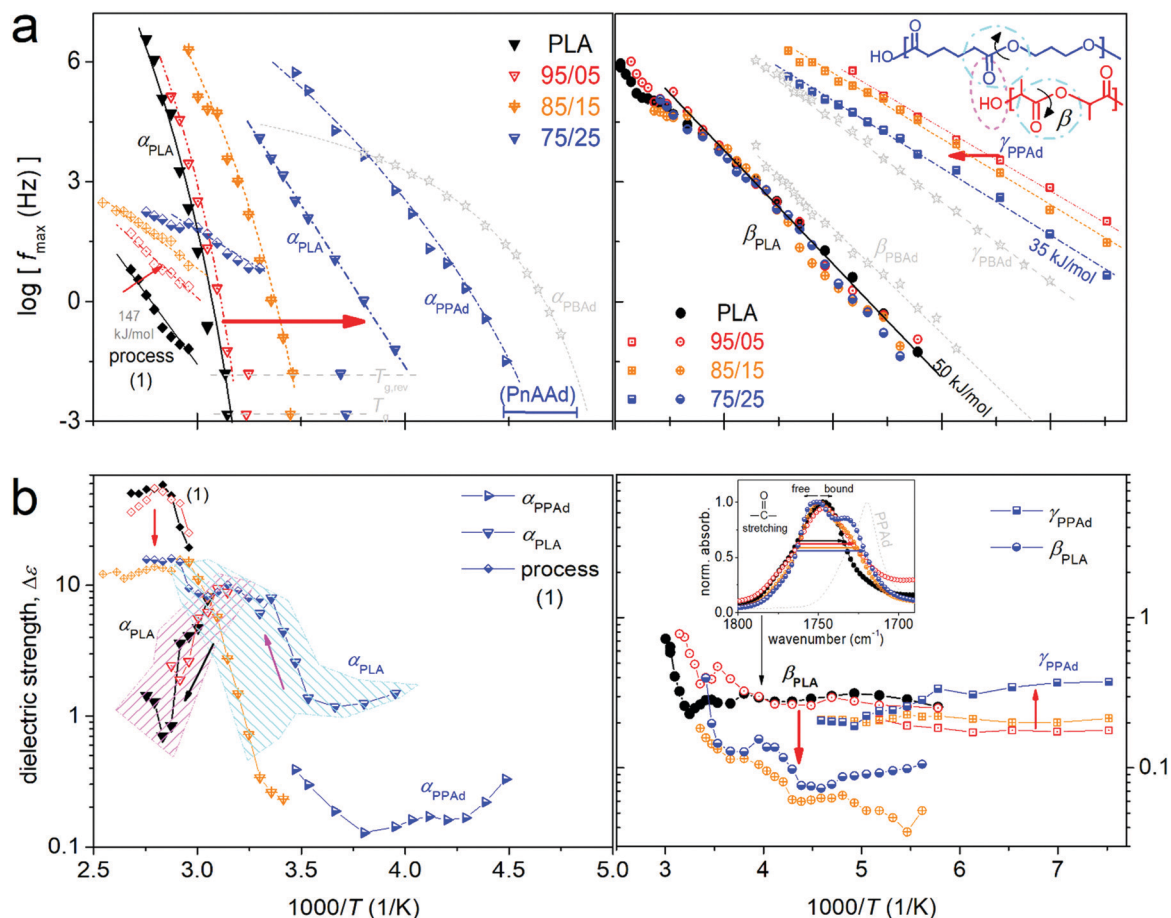 a
6
3
0
-3
log [ f_max (Hz) ]
PLA
95/05
85/15
75/25
α_PLA
α_PLA
α_PPAd
α_PBAd
147
kJ/mol
process
(1)
T_g,rev
T_g
(PnAAd)
HO
O
O
O
O
HO
O
O
O
β
γ_PPAd
35 kJ/mol
β_PLA
β_PBAd
γ_PBAd
50 kJ/mol
PLA
95/05
85/15
75/25
b
10
1
0.1
dielectric strength, Δε
(1)
α_PPAd
α_PLA
process
(1)
α_PLA
α_PLA
α_PPAd
2.5 3.0 3.5 4.0 4.5 5.0
1000/T (1/K)
norm. absorb.
1.0
0.5
0.0
O
–C–
stretching
free
bound
PPAd
1800 1750 1700
wavenumber (cm⁻¹)
γ_PPAd
β_PLA
β_PLA
γ_PPAd
1
0.1
3 4 5 6 7
1000/T (1/K)